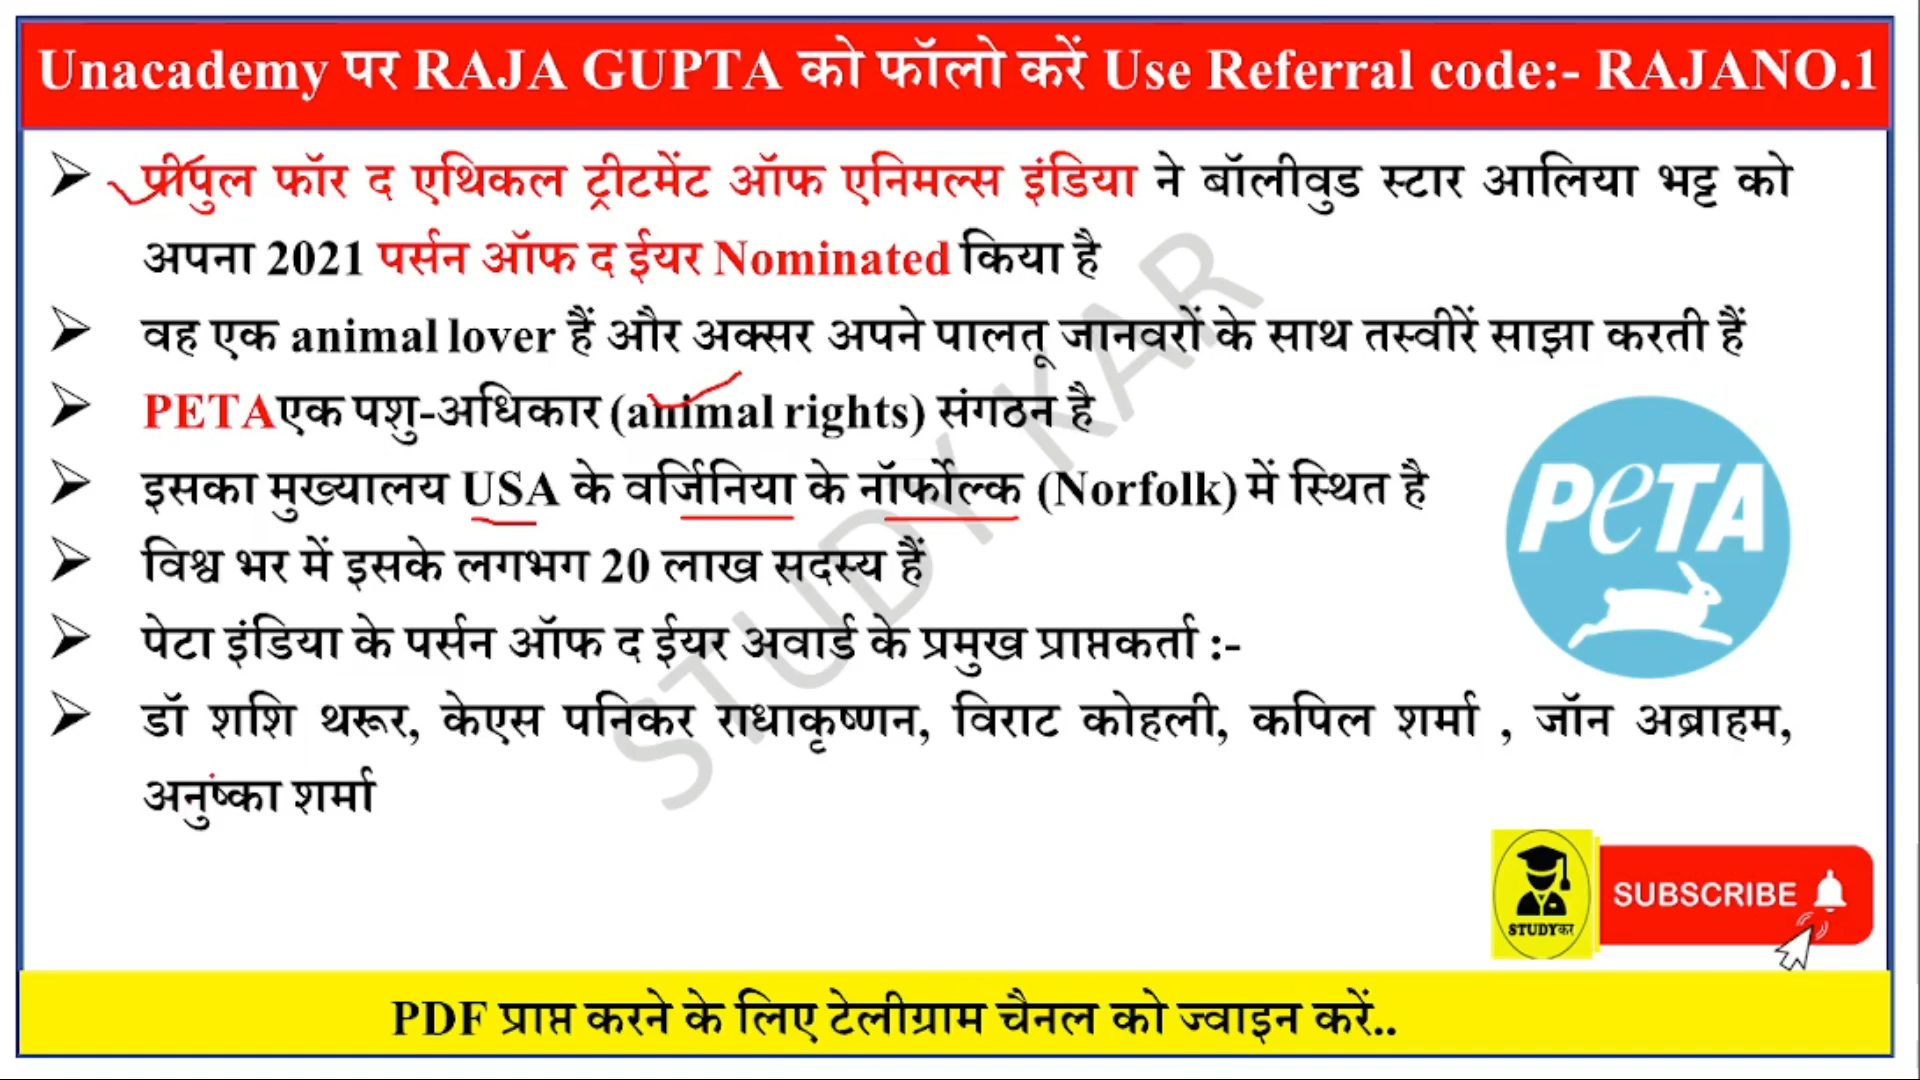 Unacademy पर RAJA GUPTA को फॉलो करें Use Referral code:- RAJANO.1
पीपुल फॉर द एथिकल ट्रीटमेंट ऑफ एनिमल्स इंडिया ने बॉलीवुड स्टार आलिया भट्ट को
अपना 2021 पर्सन ऑफ द ईयर Nominated किया है
वह एक animal lover हैं और अक्सर अपने पालतू जानवरों के साथ तस्वीरें साझा करती हैं
PETA एक पशु-अधिकार (animal rights) संगठन है
इसका मुख्यालय USA के वर्जिनिया के नॉर्फोल्क (Norfolk) में स्थित है
विश्व भर में इसके लगभग 20 लाख सदस्य हैं
पेटा इंडिया के पर्सन ऑफ द ईयर अवार्ड के प्रमुख प्राप्तकर्ता :-
डॉ शशि थरूर, केएस पनिकर राधाकृष्णन, विराट कोहली, कपिल शर्मा , जॉन अब्राहम,
अनुष्का शर्मा
PETA
STUDY KAR
STUDYकर
SUBSCRIBE
PDF प्राप्त करने के लिए टेलीग्राम चैनल को ज्वाइन करें..